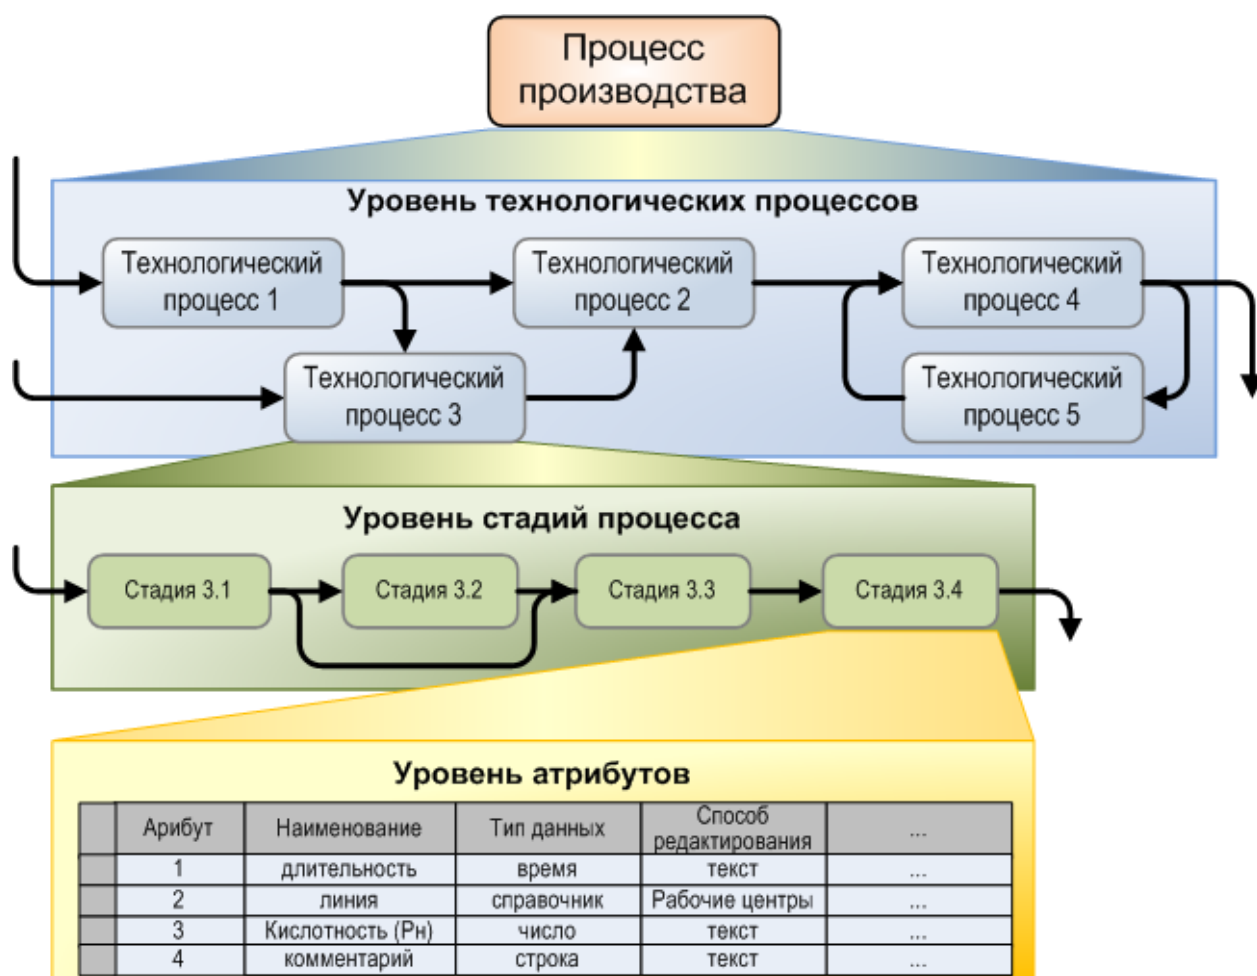 Процесс
производства
Уровень технологических процессов
Технологический
процесс 1
Технологический
процесс 2
Технологический
процесс 4
Технологический
процесс 3
Технологический
процесс 5
Уровень стадий процесса
Стадия 3.1
Стадия 3.2
Стадия 3.3
Стадия 3.4
Уровень атрибутов
Арибут Наименование Тип данных Способ редактирования ...
1 длительность время текст ...
2 линия справочник Рабочие центры ...
3 Кислотность (Рн) число текст ...
4 комментарий строка текст ...